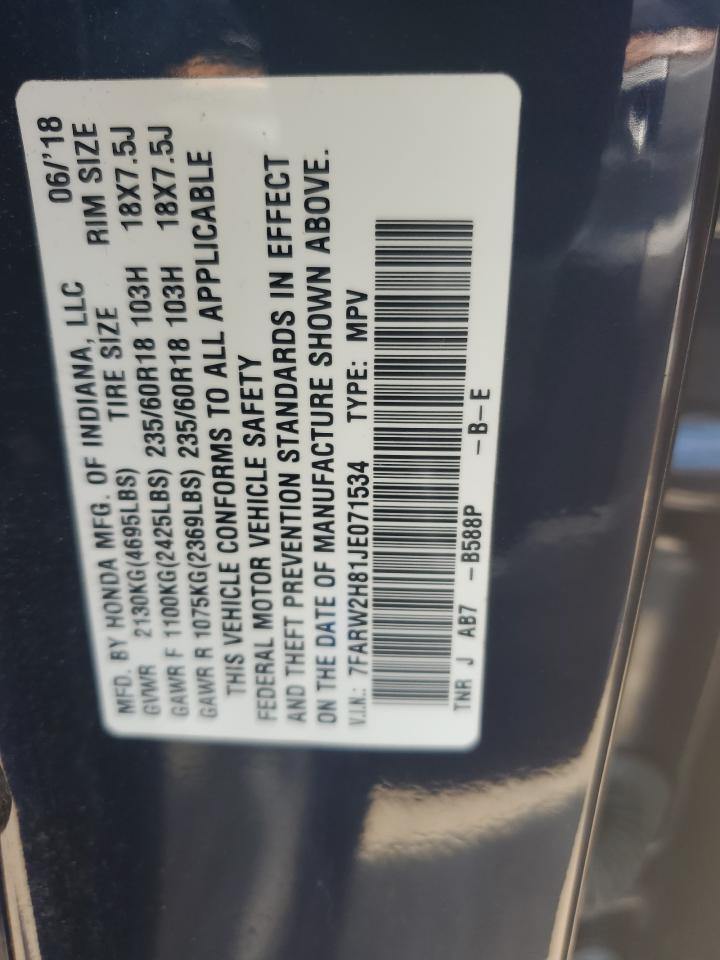 MFD. BY HONDA MFG. OF INDIANA, LLC 06/'18
GVWR 2130KG(4695LBS) TIRE SIZE RIM SIZE
GAWR F 1100KG(2425LBS) 235/60R18 103H 18X7.5J
GAWR R 1075KG(2369LBS) 235/60R18 103H 18X7.5J
THIS VEHICLE CONFORMS TO ALL APPLICABLE
FEDERAL MOTOR VEHICLE SAFETY
AND THEFT PREVENTION STANDARDS IN EFFECT
ON THE DATE OF MANUFACTURE SHOWN ABOVE.
V.I.N.: 7FARW2H81JE071534 TYPE: MPV
TNR J AB7 -B588P -B-E